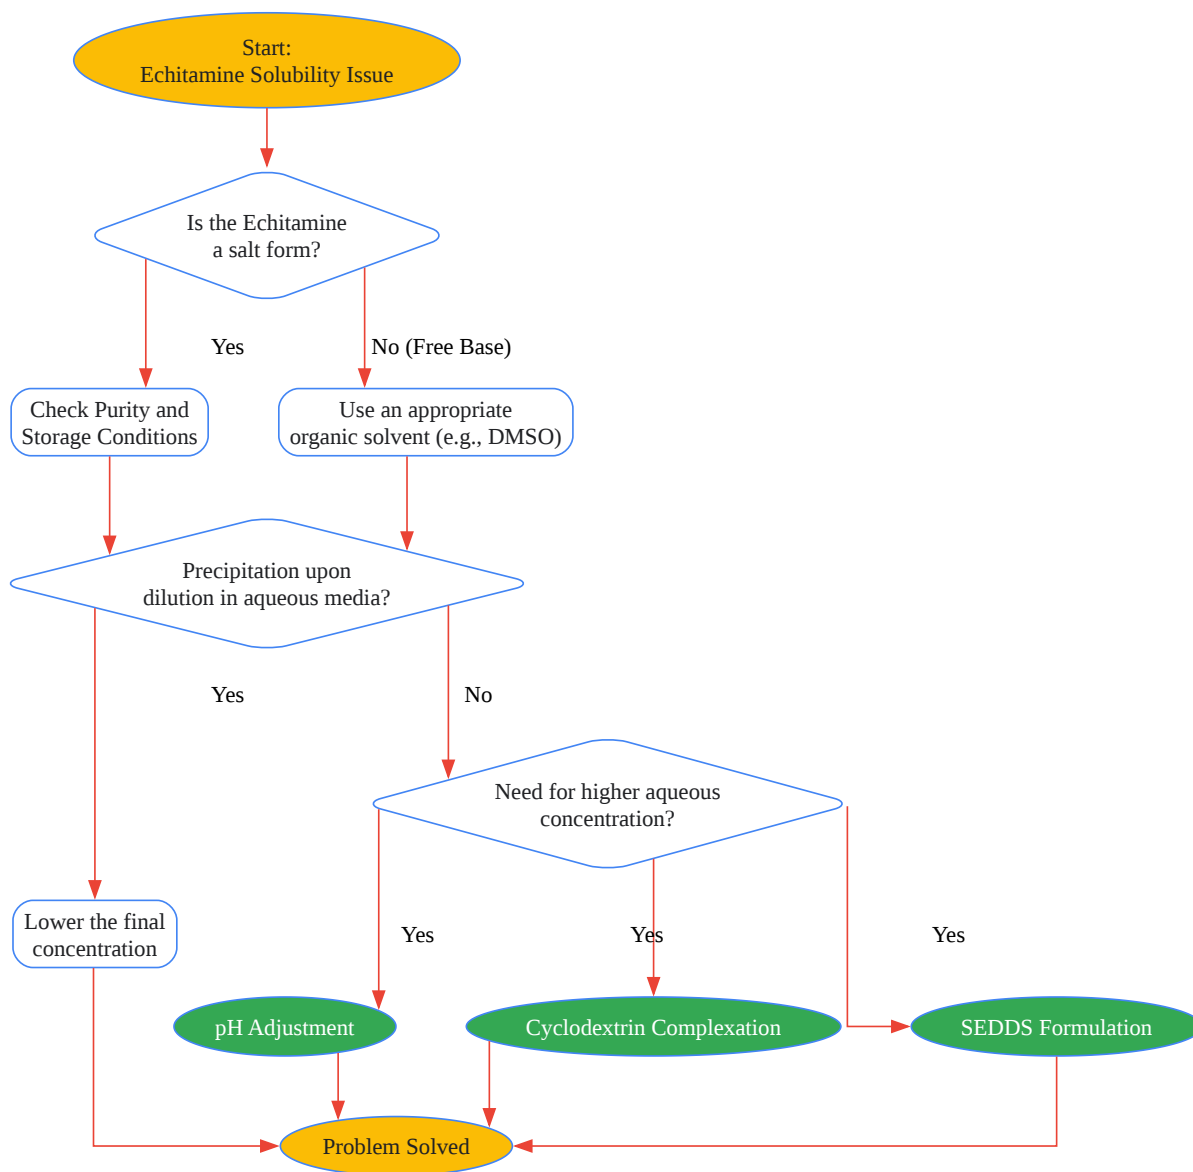 Start:
Echitamine Solubility Issue
Is the Echitamine
a salt form?
Yes
No (Free Base)
Check Purity and
Storage Conditions
Use an appropriate
organic solvent (e.g., DMSO)
Precipitation upon
dilution in aqueous media?
Yes
No
Need for higher aqueous
concentration?
Lower the final
concentration
Yes
Yes
Yes
pH Adjustment
Cyclodextrin Complexation
SEDDS Formulation
Problem Solved